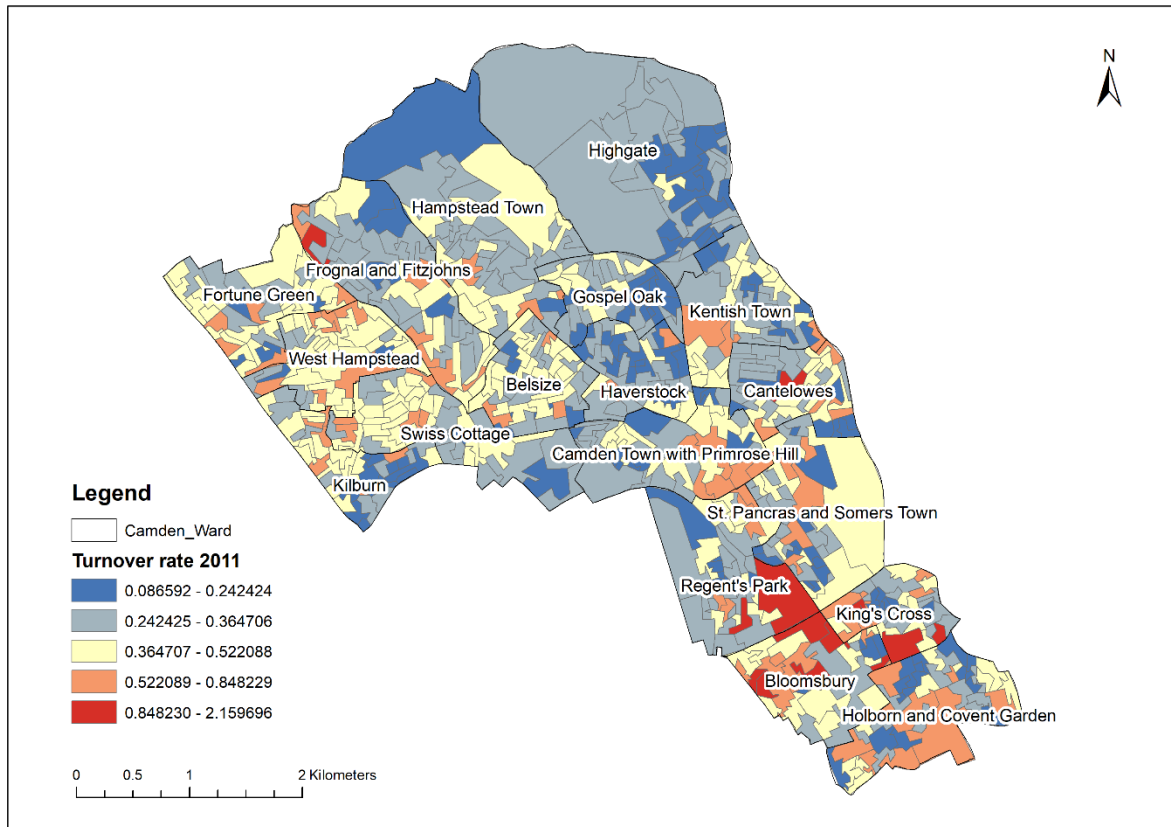 N
Highgate
Hampstead Town
Frognal and Fitzjohns
Fortune Green
Gospel Oak
Kentish Town
West Hampstead
Belsize
Haverstock
Cantelowes
Swiss Cottage
Camden Town with Primrose Hill
Kilburn
St. Pancras and Somers Town
Regent's Park
King's Cross
Bloomsbury
Holborn and Covent Garden
Legend
Camden_Ward
Turnover rate 2011
0.086592 - 0.242424
0.242425 - 0.364706
0.364707 - 0.522088
0.522089 - 0.848229
0.848230 - 2.159696
0 0.5 1 2 Kilometers